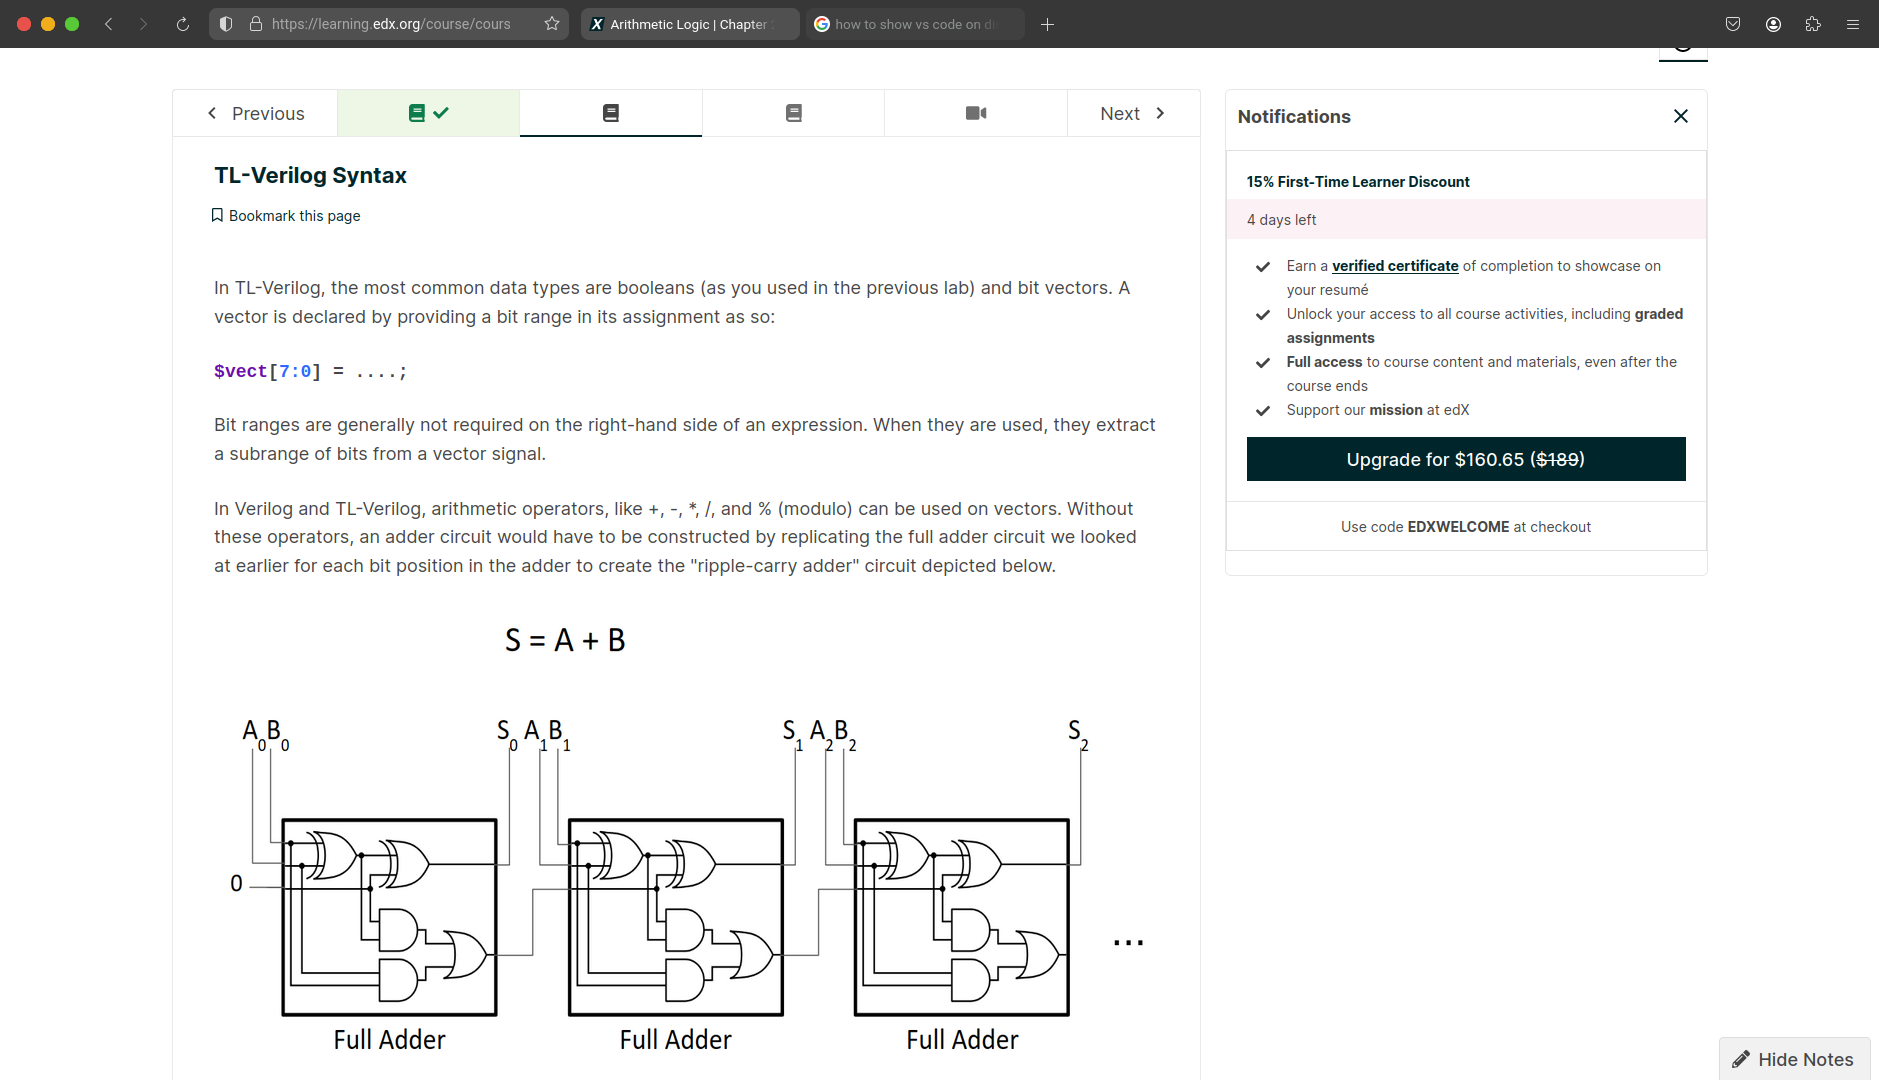 https://learning.edx.org/course/cours
Arithmetic Logic | Chapter
how to show vs code on di
Previous
Next
TL-Verilog Syntax
Bookmark this page
In TL-Verilog, the most common data types are booleans (as you used in the previous lab) and bit vectors. A
vector is declared by providing a bit range in its assignment as so:
$vect[7:0] = ....;
Bit ranges are generally not required on the right-hand side of an expression. When they are used, they extract
a subrange of bits from a vector signal.
In Verilog and TL-Verilog, arithmetic operators, like +, -, *, /, and % (modulo) can be used on vectors. Without
these operators, an adder circuit would have to be constructed by replicating the full adder circuit we looked
at earlier for each bit position in the adder to create the "ripple-carry adder" circuit depicted below.
S = A + B
A0 B0 S0 A1 B1 S1 A2 B2 S2
0
...
Full Adder Full Adder Full Adder
Notifications
15% First-Time Learner Discount
4 days left
Earn a verified certificate of completion to showcase on
your resumé
Unlock your access to all course activities, including graded
assignments
Full access to course content and materials, even after the
course ends
Support our mission at edX
Upgrade for $160.65 ($189)
Use code EDXWELCOME at checkout
Hide Notes